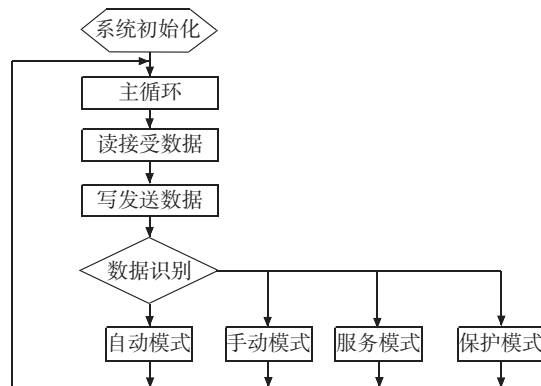 系统初始化
主循环
读接受数据
写发送数据
数据识别
自动模式
手动模式
服务模式
保护模式